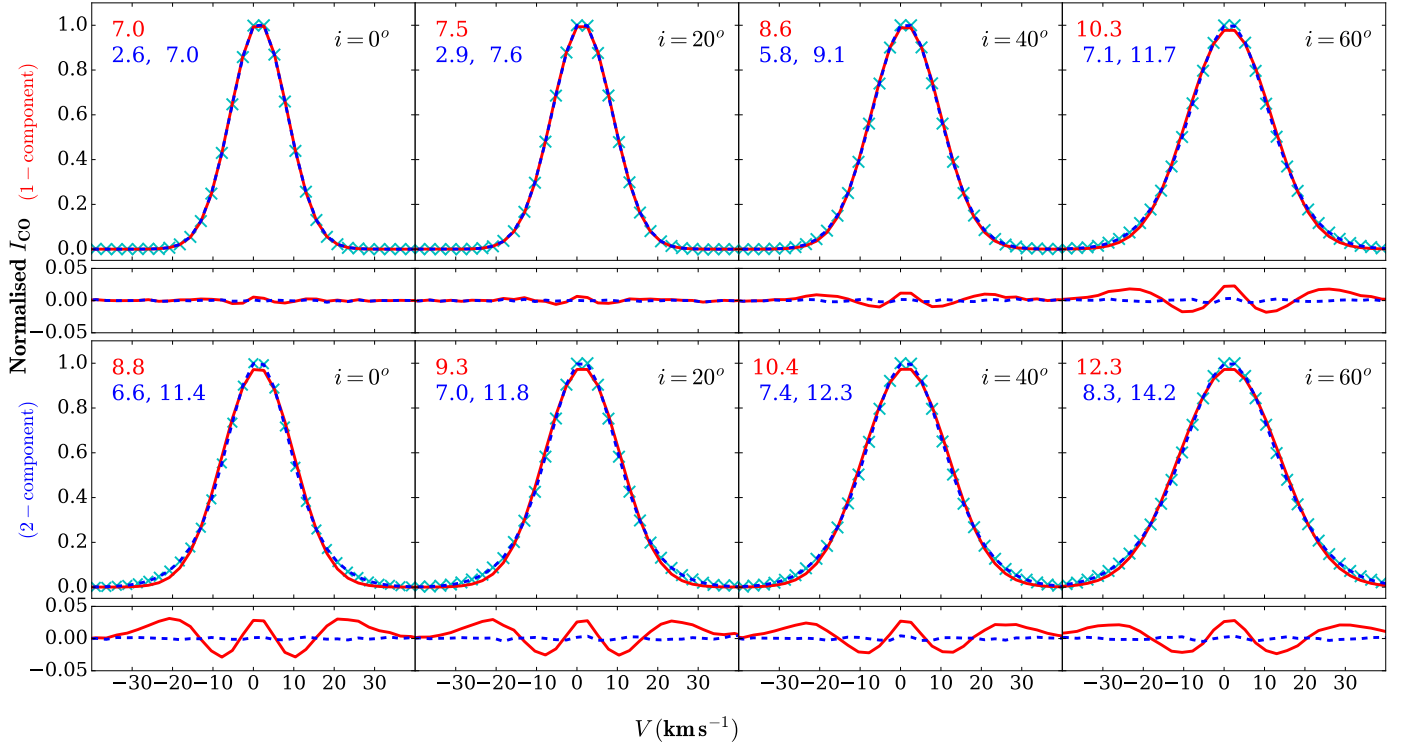 Normalised I_CO
(1 − component)
(2 − component)
1.0
0.8
0.6
0.4
0.2
0.0
7.0
2.6, 7.0
i = 0°
7.5
2.9, 7.6
i = 20°
8.6
5.8, 9.1
i = 40°
10.3
7.1, 11.7
i = 60°
0.05
0.00
−0.05
1.0
0.8
0.6
0.4
0.2
0.0
8.8
6.6, 11.4
i = 0°
9.3
7.0, 11.8
i = 20°
10.4
7.4, 12.3
i = 40°
12.3
8.3, 14.2
i = 60°
0.05
0.00
−0.05
−30 −20 −10 0 10 20 30 −30 −20 −10 0 10 20 30 −30 −20 −10 0 10 20 30 −30 −20 −10 0 10 20 30
V (km s⁻¹)